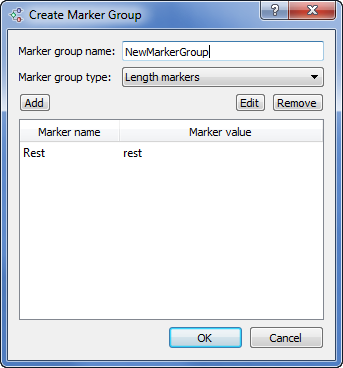 Create Marker Group
Marker group name: NewMarkerGroup
Marker group type: Length markers
Add Edit Remove
Marker name Marker value
Rest rest
OK Cancel